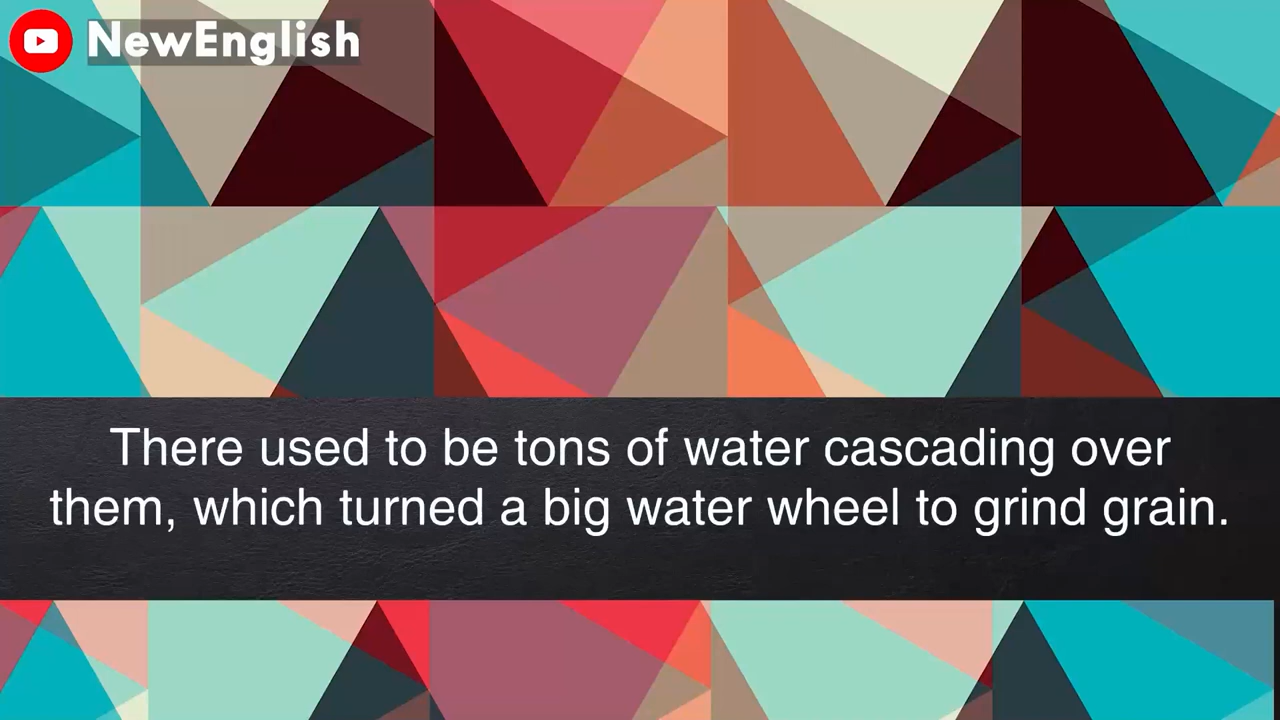 NewEnglish
There used to be tons of water cascading over
them, which turned a big water wheel to grind grain.